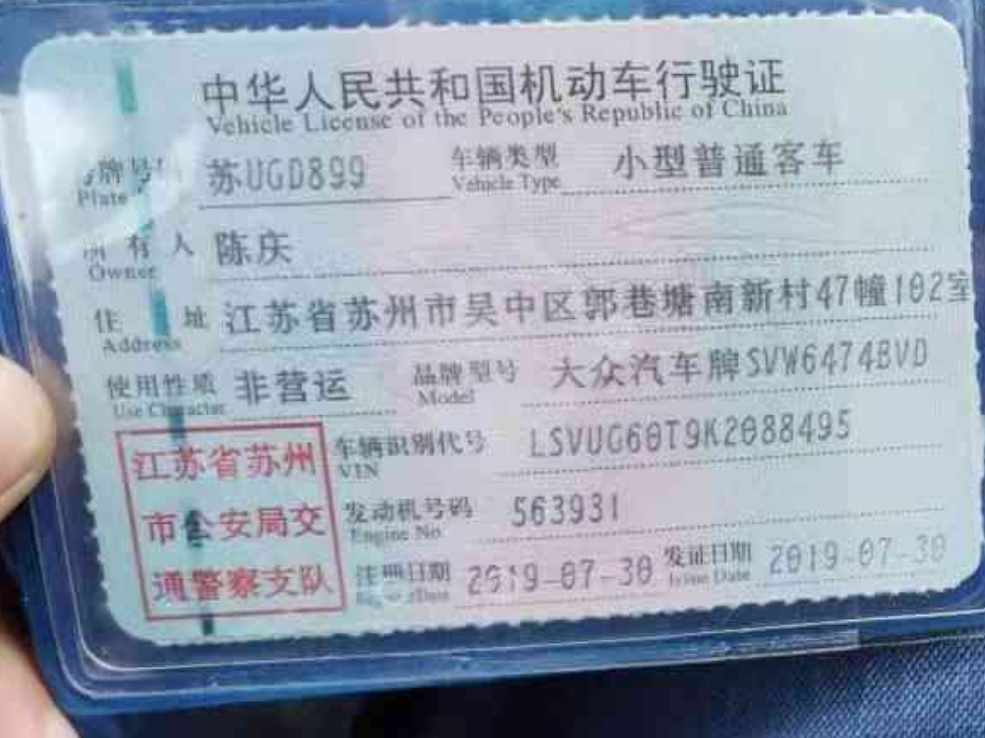 中华人民共和国机动车行驶证
Vehicle License of the People's Republic of China
号牌号码 苏UGD899 车辆类型 小型普通客车
Plate Vehicle Type
所有人 陈庆
Owner
住址 江苏省苏州市吴中区郭巷塘南新村47幢102室
Address
使用性质 非营运 品牌型号 大众汽车牌SVW6474BVD
Use Character Model
江苏省苏州市公安局交通警察支队
车辆识别代号 LSVUG60T9K2088495
VIN
发动机号码 563931
Engine No.
注册日期 2019-07-30 发证日期 2019-07-30
Register Date Issue Date